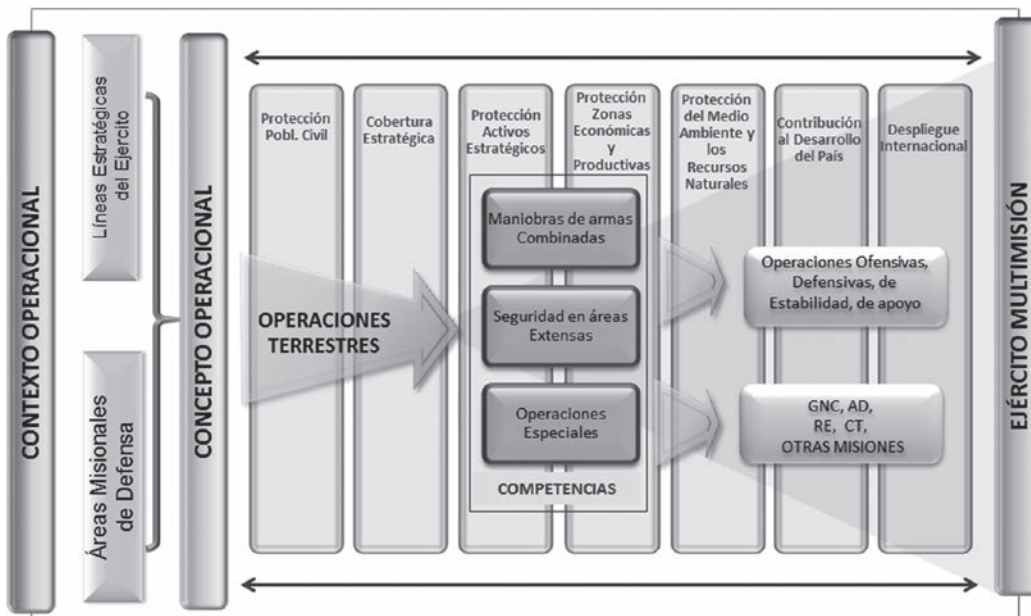 CONTEXTO OPERACIONAL
Líneas Estratégicas
del Ejercito
Áreas Misionales
de Defensa
CONCEPTO OPERACIONAL
Protección
Pobl. Civil
Cobertura
Estratégica
Protección
Activos
Estratégicos
Protección
Zonas
Económicas
y
Productivas
Protección
del Medio
Ambiente y
los
Recursos
Naturales
Contribución
al Desarrollo
del País
Despliegue
Internacional
OPERACIONES
TERRESTRES
Maniobras de armas
Combinadas
Seguridad en áreas
Extensas
Operaciones
Especiales
COMPETENCIAS
Operaciones Ofensivas,
Defensivas, de
Estabilidad, de apoyo
GNC, AD,
RE, CT,
OTRAS MISIONES
EJÉRCITO MULTIMISIÓN